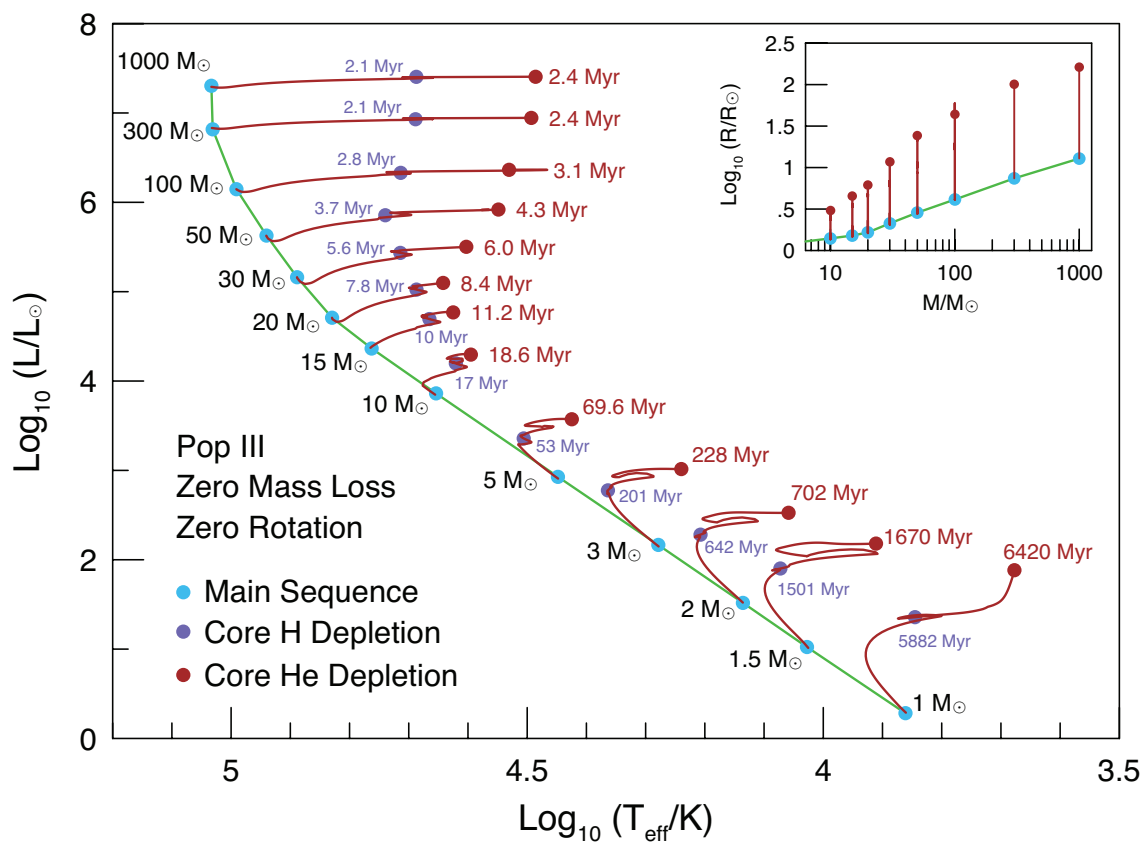 8
6
4
2
0
5
4.5
4
3.5
Log₁₀ (L/L☉)
Log₁₀ (Teff/K)
1000 M☉
2.1 Myr
2.4 Myr
300 M☉
2.1 Myr
2.4 Myr
100 M☉
2.8 Myr
3.1 Myr
50 M☉
3.7 Myr
4.3 Myr
30 M☉
5.6 Myr
6.0 Myr
20 M☉
7.8 Myr
8.4 Myr
15 M☉
10 Myr
11.2 Myr
10 M☉
17 Myr
18.6 Myr
5 M☉
53 Myr
69.6 Myr
3 M☉
201 Myr
228 Myr
2 M☉
642 Myr
702 Myr
1.5 M☉
1501 Myr
1670 Myr
1 M☉
5882 Myr
6420 Myr
Pop III
Zero Mass Loss
Zero Rotation
Main Sequence
Core H Depletion
Core He Depletion
2.5
2
1.5
1
.5
0
Log₁₀ (R/R☉)
10
100
1000
M/M☉